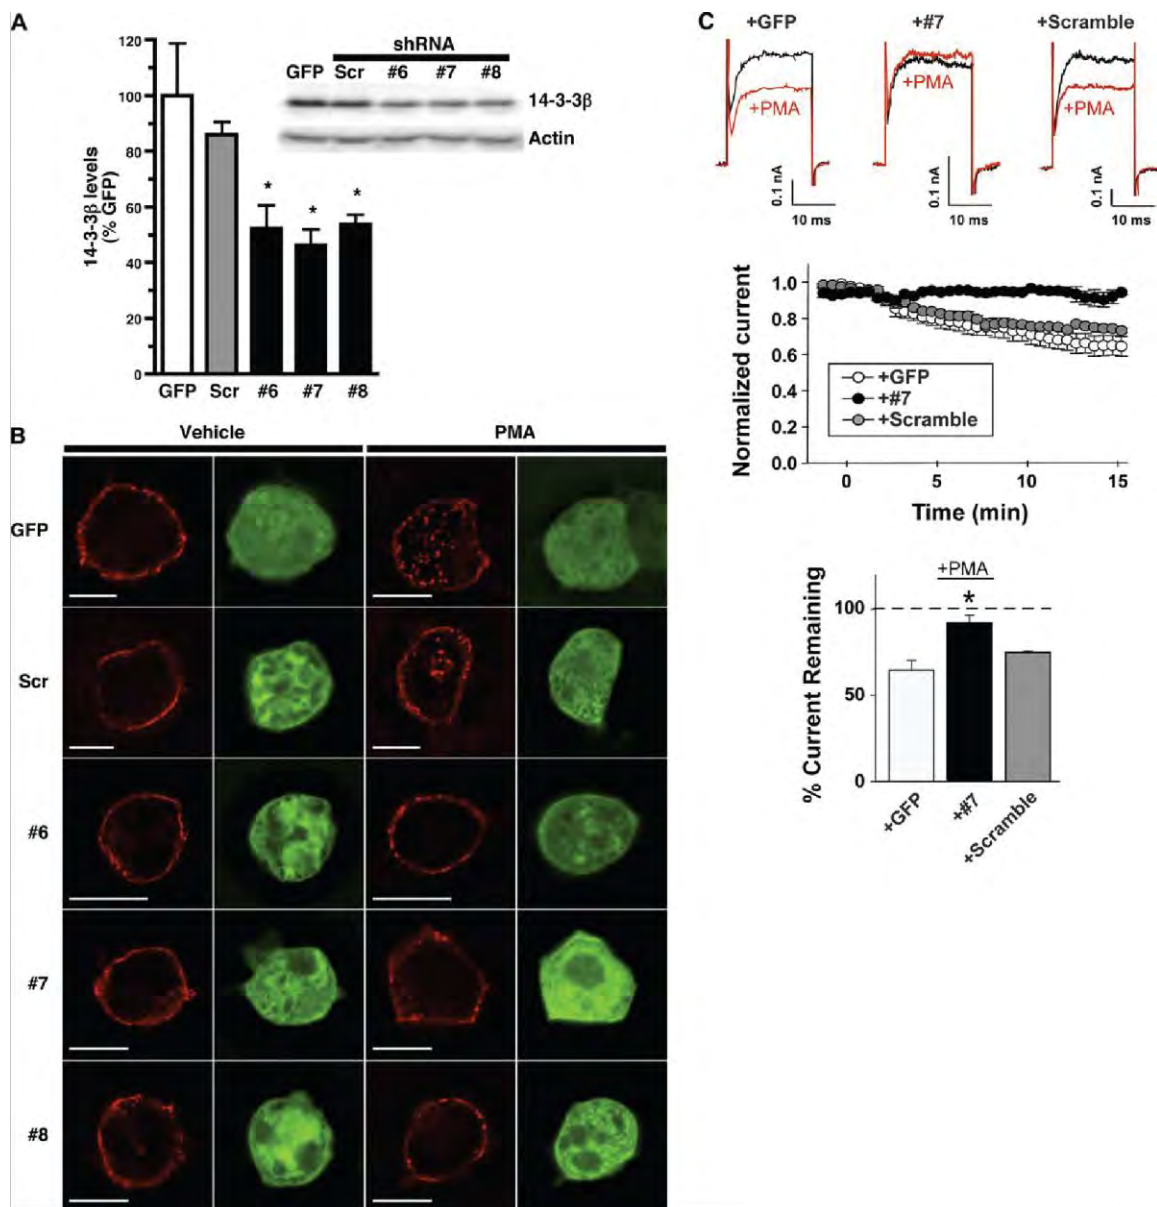 A
120
100
80
60
40
20
0
14-3-3β levels
(% GFP)
* * *
GFP Scr #6 #7 #8
shRNA
GFP Scr #6 #7 #8
14-3-3β
Actin
B
Vehicle PMA
GFP
Scr
#6
#7
#8
C
+GFP +#7 +Scramble
+PMA +PMA +PMA
0.1 nA 0.1 nA 0.1 nA
10 ms 10 ms 10 ms
1.0
0.8
0.6
0.4
0.2
0.0
Normalized current
+GFP
+#7
+Scramble
0 5 10 15
Time (min)
+PMA
*
100
50
0
% Current Remaining
+GFP +#7 +Scramble